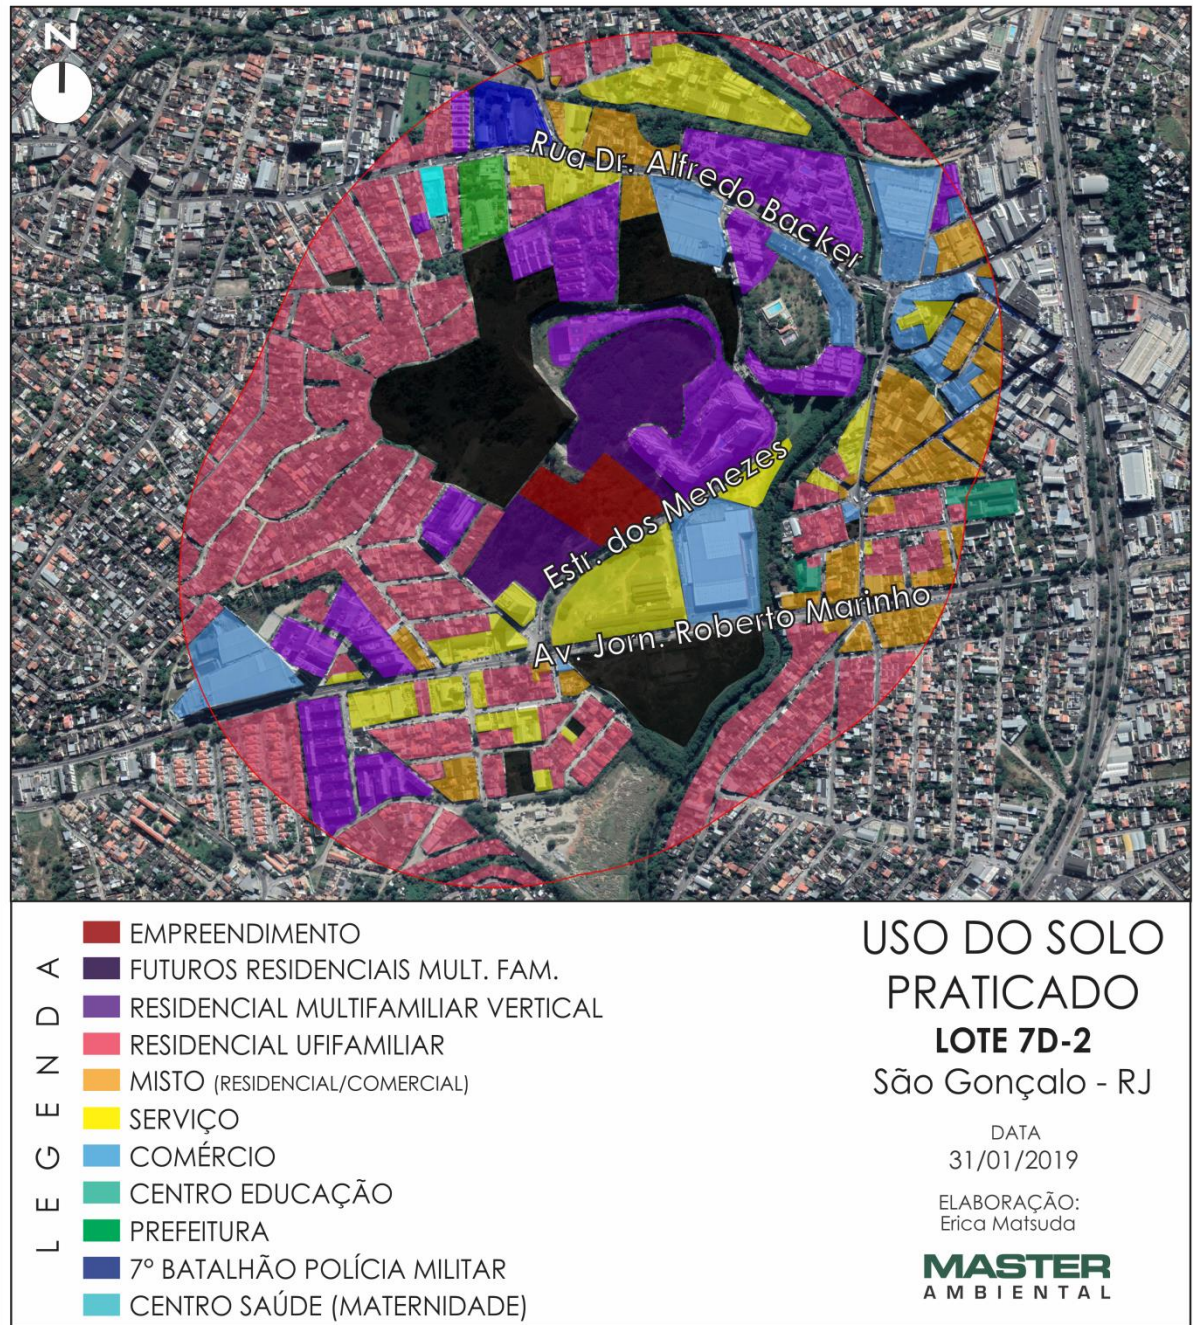 N
Rua Dr. Alfredo Backer
Estr. dos Menezes
Av. Jorn. Roberto Marinho
LEGENDA
EMPREENDIMENTO
FUTUROS RESIDENCIAIS MULT. FAM.
RESIDENCIAL MULTIFAMILIAR VERTICAL
RESIDENCIAL UFIFAMILIAR
MISTO (RESIDENCIAL/COMERCIAL)
SERVIÇO
COMÉRCIO
CENTRO EDUCAÇÃO
PREFEITURA
7º BATALHÃO POLÍCIA MILITAR
CENTRO SAÚDE (MATERNIDADE)
USO DO SOLO
PRATICADO
LOTE 7D-2
São Gonçalo - RJ
DATA
31/01/2019
ELABORAÇÃO:
Erica Matsuda
MASTER
AMBIENTAL